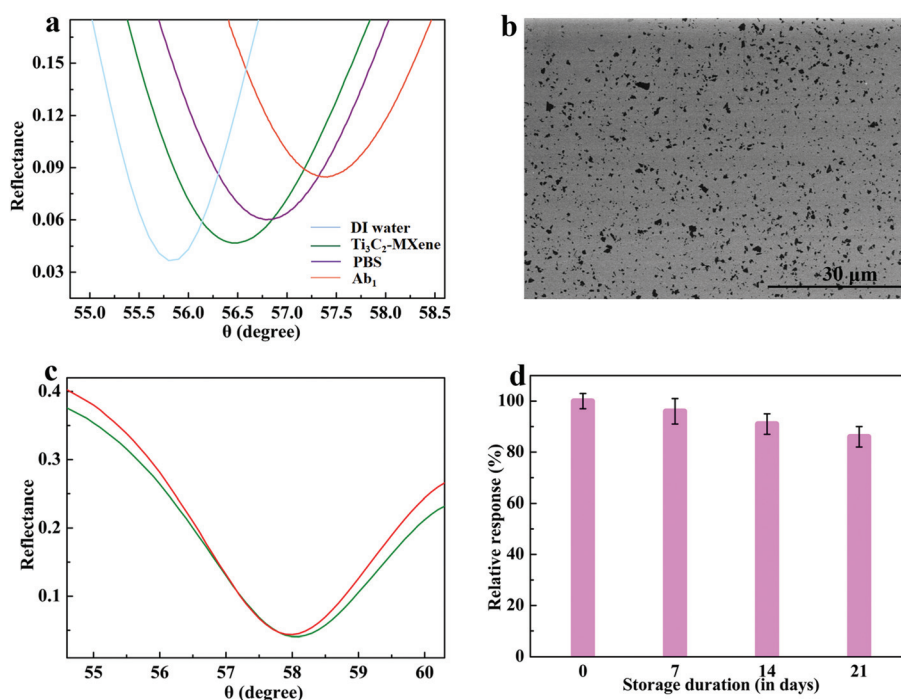 a
0.15
0.12
0.09
0.06
0.03
Reflectance
DI water
Ti₃C₂-MXene
PBS
Ab₁
55.0 55.5 56.0 56.5 57.0 57.5 58.0 58.5
θ (degree)
b
30 µm
c
0.4
0.3
0.2
0.1
Reflectance
55 56 57 58 59 60
θ (degree)
d
100
80
60
40
20
0
Relative response (%)
0 7 14 21
Storage duration (in days)